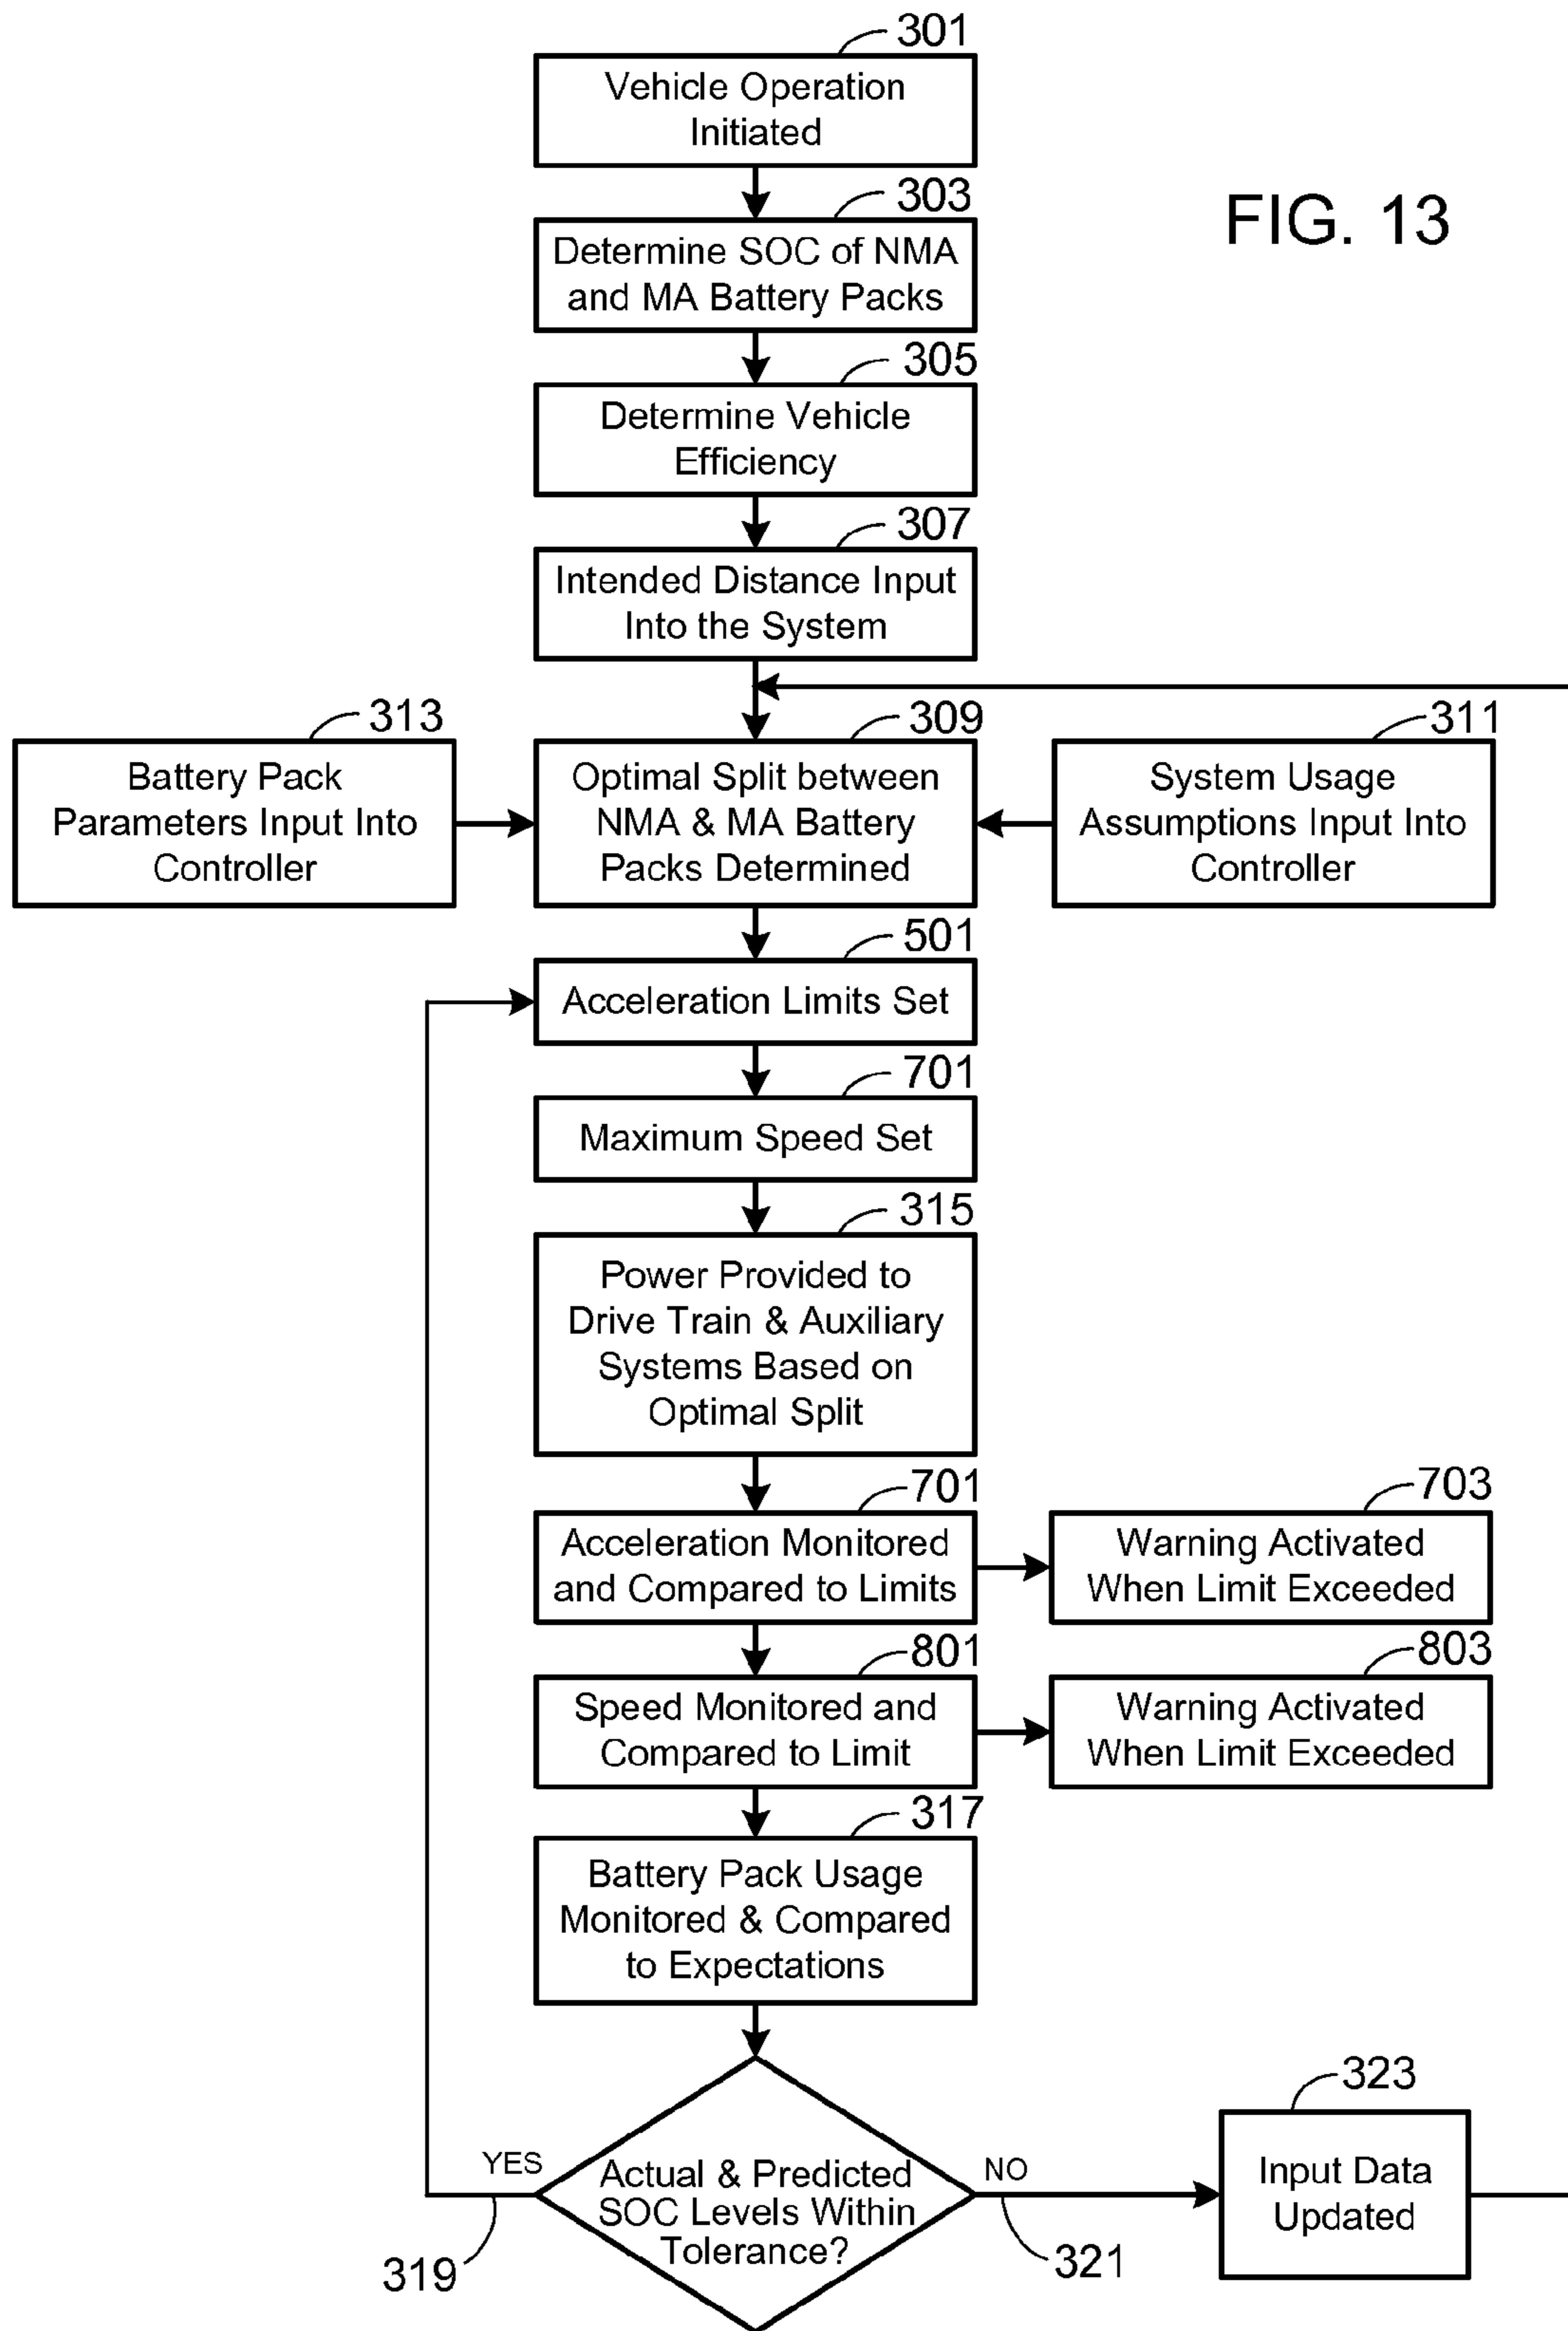 301
Vehicle Operation
Initiated
FIG. 13
303
Determine SOC of NMA
and MA Battery Packs
305
Determine Vehicle
Efficiency
307
Intended Distance Input
Into the System
313
Battery Pack
Parameters Input Into
Controller
309
Optimal Split between
NMA & MA Battery
Packs Determined
311
System Usage
Assumptions Input Into
Controller
501
Acceleration Limits Set
701
Maximum Speed Set
315
Power Provided to
Drive Train & Auxiliary
Systems Based on
Optimal Split
701
Acceleration Monitored
and Compared to Limits
703
Warning Activated
When Limit Exceeded
801
Speed Monitored and
Compared to Limit
803
Warning Activated
When Limit Exceeded
317
Battery Pack Usage
Monitored & Compared
to Expectations
YES
319
Actual & Predicted
SOC Levels Within
Tolerance?
NO
321
323
Input Data
Updated